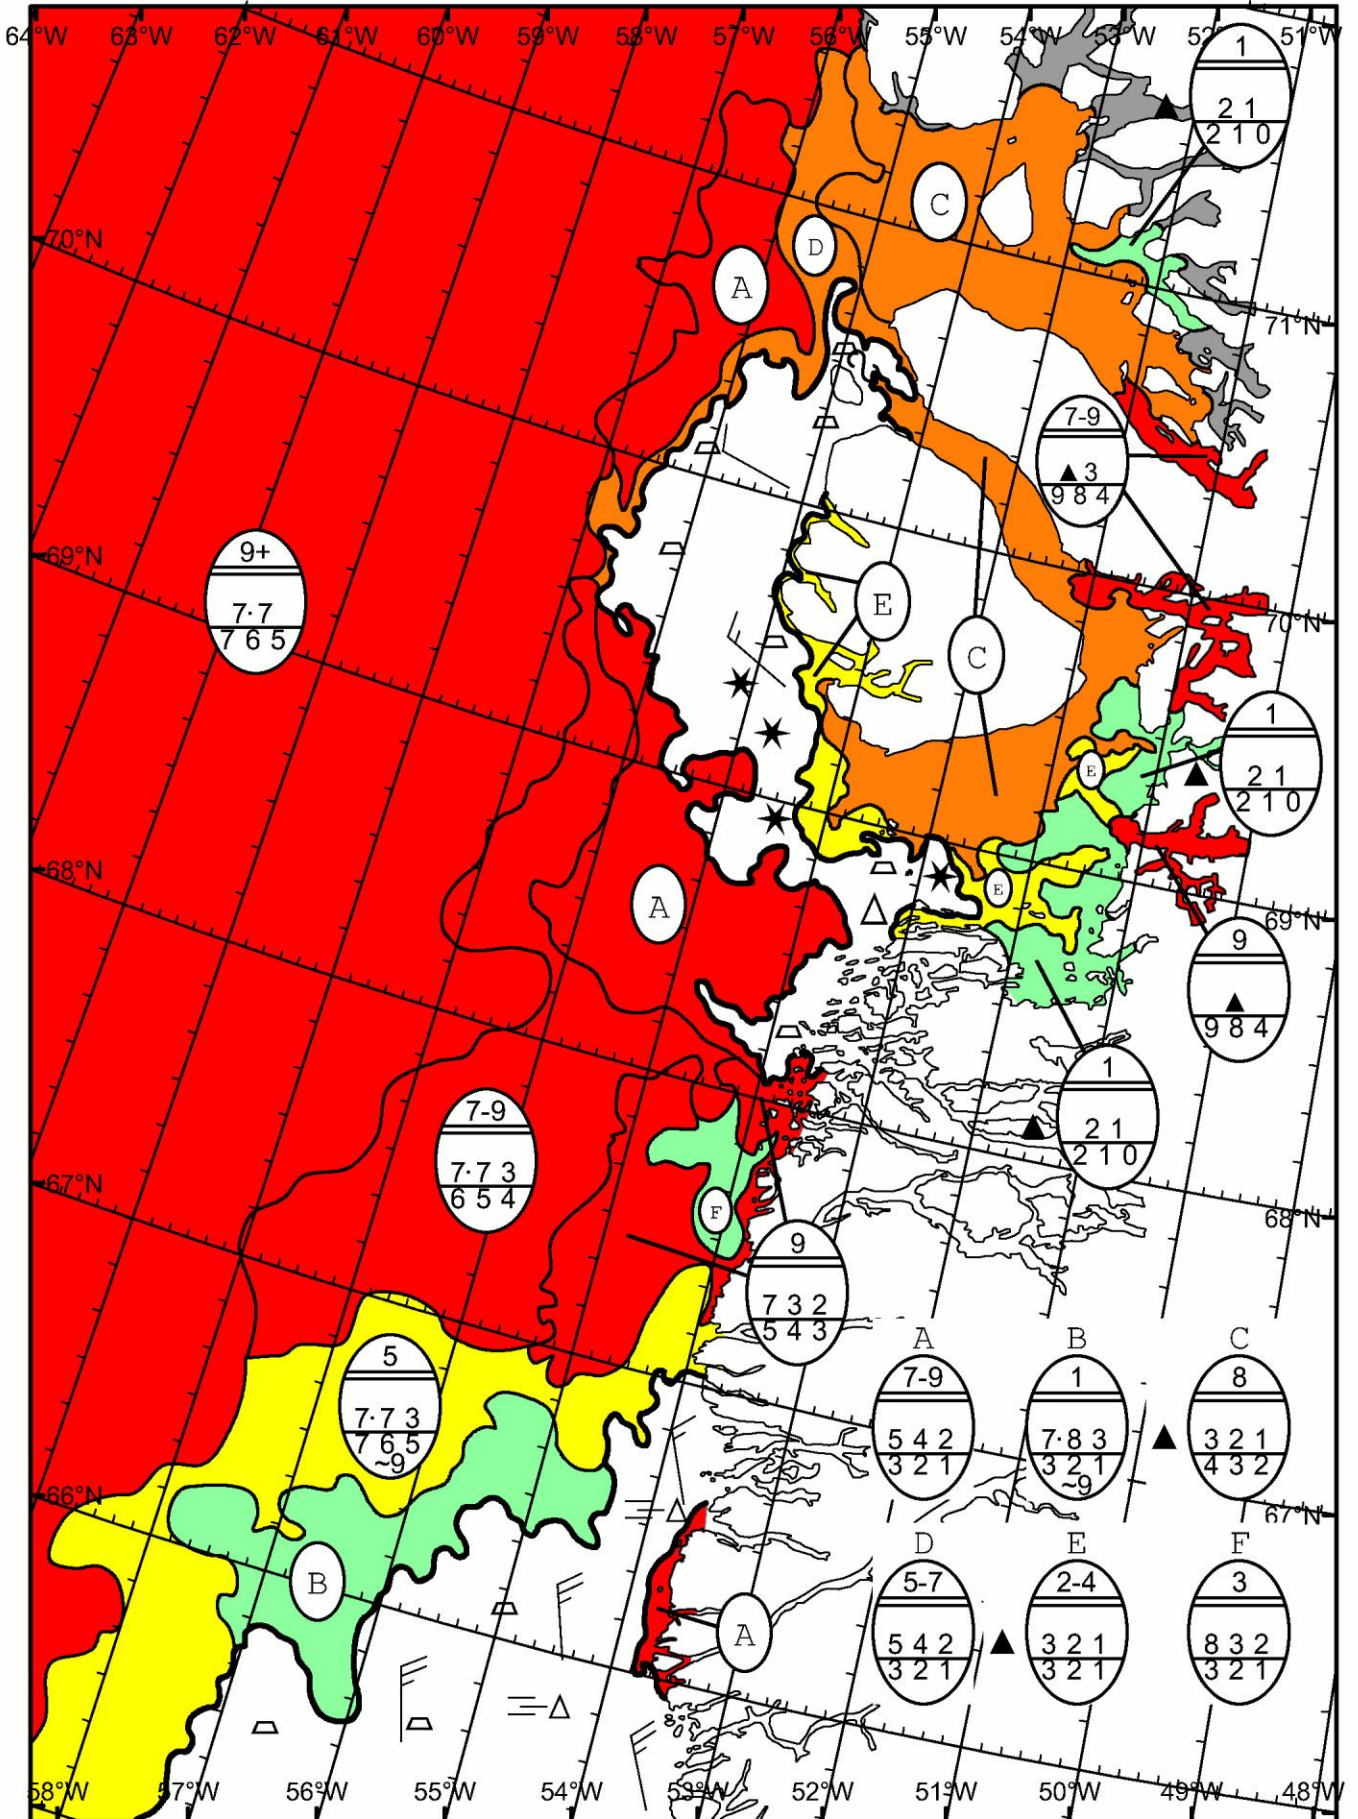 64°W 63°W 62°W 61°W 60°W 59°W 58°W 57°W 56°W 55°W 54°W 53°W 51°W
1
2 1
2 1 0
C
70°N
D
A
71°N
7-9
▲ 3
9 8 4
9+
7·7
7 6 5
69°N
E
70°N
C
1
2 1
2 1 0
E
68°N
E
A
69°N
9
▲
9 8 4
1
2 1
2 1 0
7-9
7·7 3
6 5 4
67°N
F
68°N
9
7 3 2
5 4 3
5
7·7 3
7 6 5
~9
A B C
7-9 1 8
5 4 2 7·8 3 3 2 1
3 2 1 3 2 1 4 3 2
~9
66°N
67°N
D E F
5-7 2-4 3
5 4 2 3 2 1 8 3 2
3 2 1 3 2 1 3 2 1
B
A
58°W 57°W 56°W 55°W 54°W 53°W 52°W 51°W 50°W 49°W 48°W